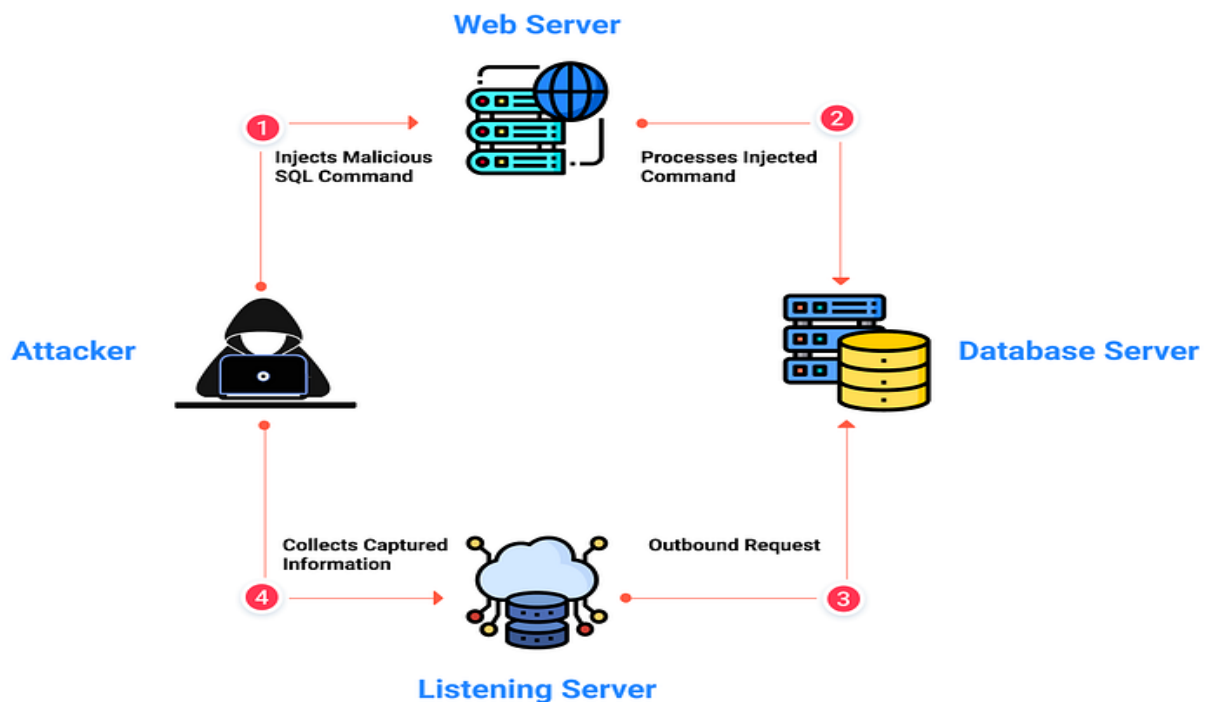 Web Server
1
2
Injects Malicious
SQL Command
Processes Injected
Command
Attacker
Database Server
Collects Captured
Information
Outbound Request
4
3
Listening Server